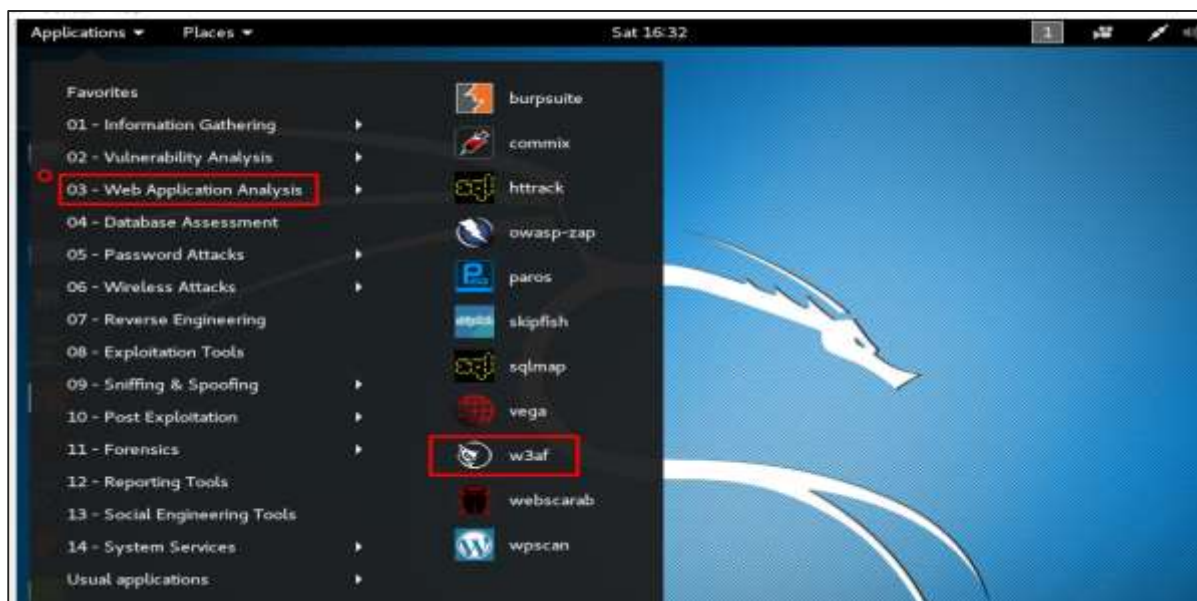 Applications Places Sat 16:32 1
Favorites
01 - Information Gathering
02 - Vulnerability Analysis
03 - Web Application Analysis
04 - Database Assessment
05 - Password Attacks
06 - Wireless Attacks
07 - Reverse Engineering
08 - Exploitation Tools
09 - Sniffing & Spoofing
10 - Post Exploitation
11 - Forensics
12 - Reporting Tools
13 - Social Engineering Tools
14 - System Services
Usual applications
burpsuite
commix
httrack
owasp-zap
paros
skipfish
sqlmap
vega
w3af
webscarab
wpscan